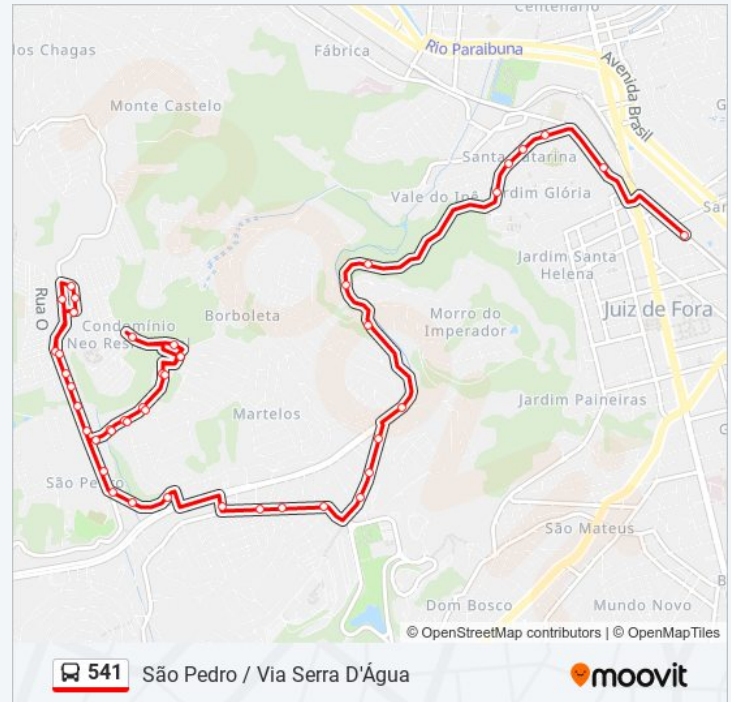 Centenário
los Chagas
Fábrica
Rio Paraibuna
Avenida Brasil
Monte Castelo
Santa Catarina
Vale do Ipê
Jardim Glória
San
Jardim Santa
Helena
Rua O
Condomínio
Borboleta
Morro do
Imperador
Juiz de Fora
Martelos
Jardim Paineiras
São Pedro
São Mateus
Dom Bosco
Mundo Novo
© OpenStreetMap contributors | © OpenMapTiles
541
São Pedro / Via Serra D'Água
moovit